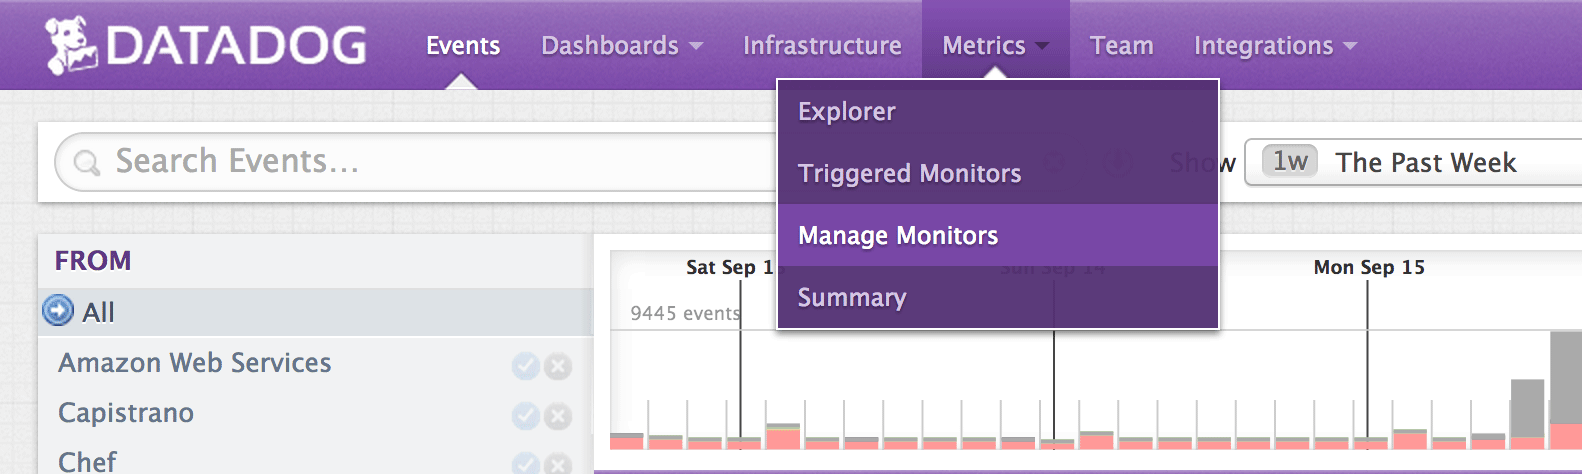 DATADOG Events Dashboards Infrastructure Metrics Team Integrations
Explorer
Search Events...
Show 1w The Past Week
Triggered Monitors
Manage Monitors
FROM
Sat Sep 13
Sun Sep 14
Mon Sep 15
Summary
All
9445 events
Amazon Web Services
Capistrano
Chef